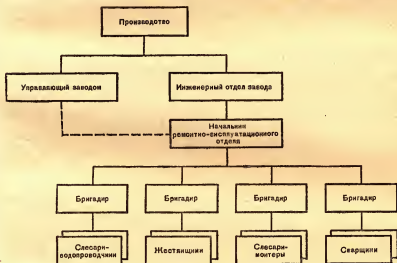 Производство
Управляющий заводом
Инженерный отдел завода
Начальник
ремонтно-эксплуатационного
отдела
Бригадир
Бригадир
Бригадир
Бригадир
Слесари-
водопроводчики
Жестянщики
Слесари-
монтеры
Сварщики